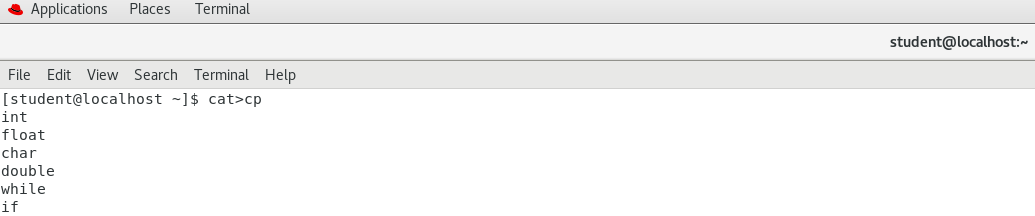 Applications Places Terminal
student@localhost:~
File Edit View Search Terminal Help
[student@localhost ~]$ cat>cp
int
float
char
double
while
if